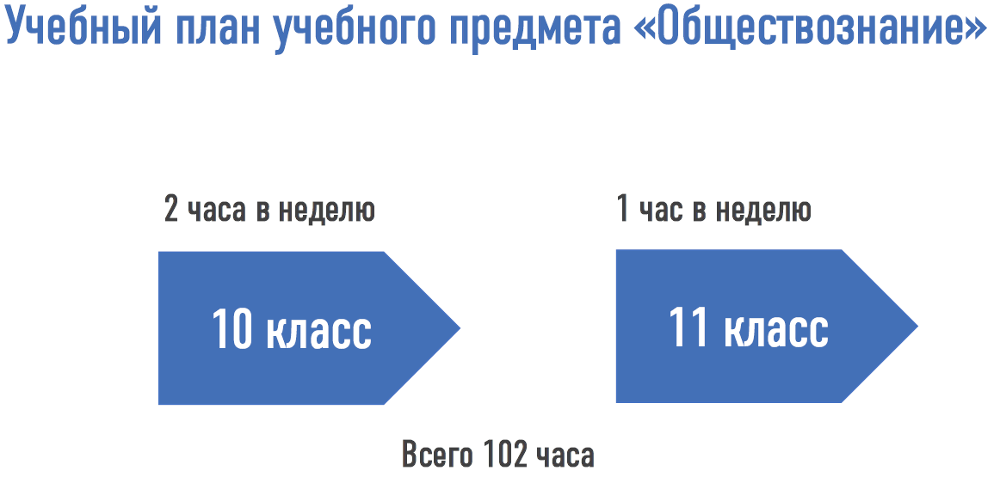 Учебный план учебного предмета «Обществознание»
2 часа в неделю
1 час в неделю
10 класс
11 класс
Всего 102 часа